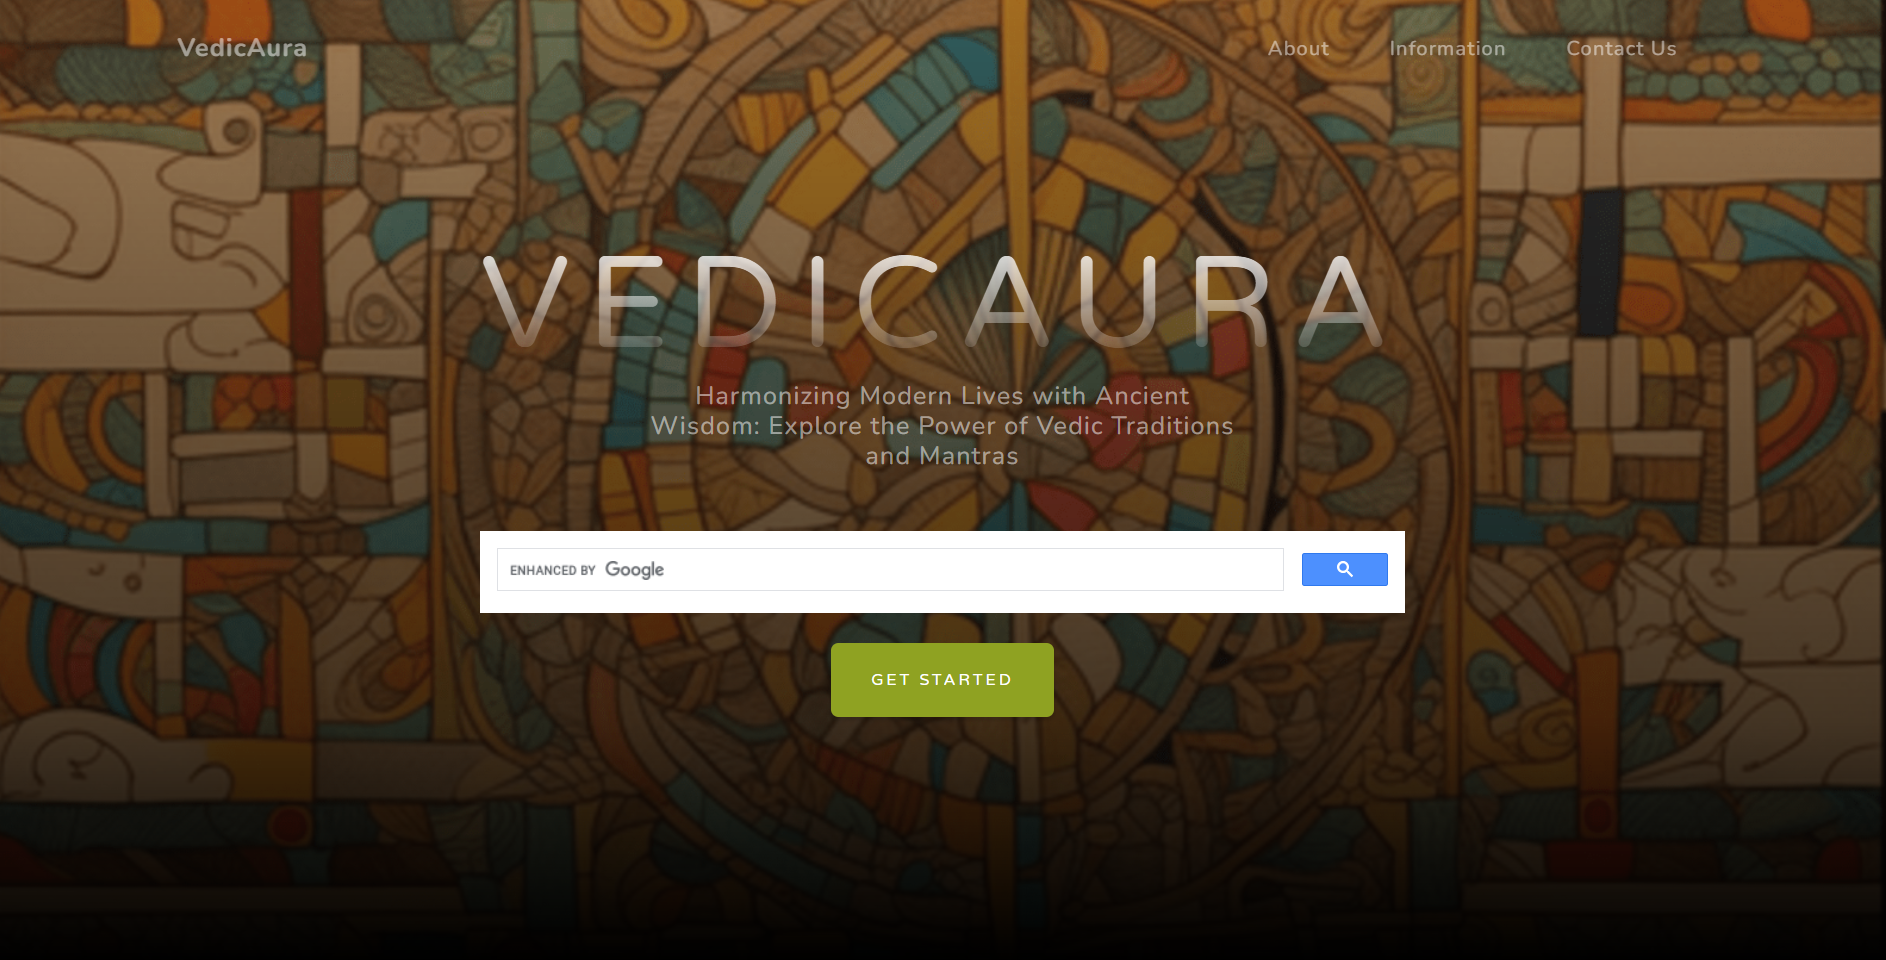 VedicAura
About
Information
Contact Us
VEDICAURA
Harmonizing Modern Lives with Ancient
Wisdom: Explore the Power of Vedic Traditions
and Mantras
ENHANCED BY Google
GET STARTED